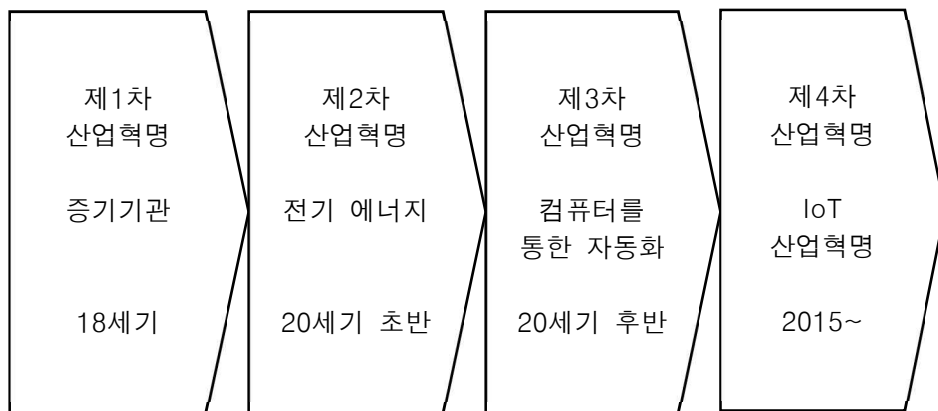 제1차
산업혁명
증기기관
18세기
제2차
산업혁명
전기 에너지
20세기 초반
제3차
산업혁명
컴퓨터를
통한 자동화
20세기 후반
제4차
산업혁명
IoT
산업혁명
2015~